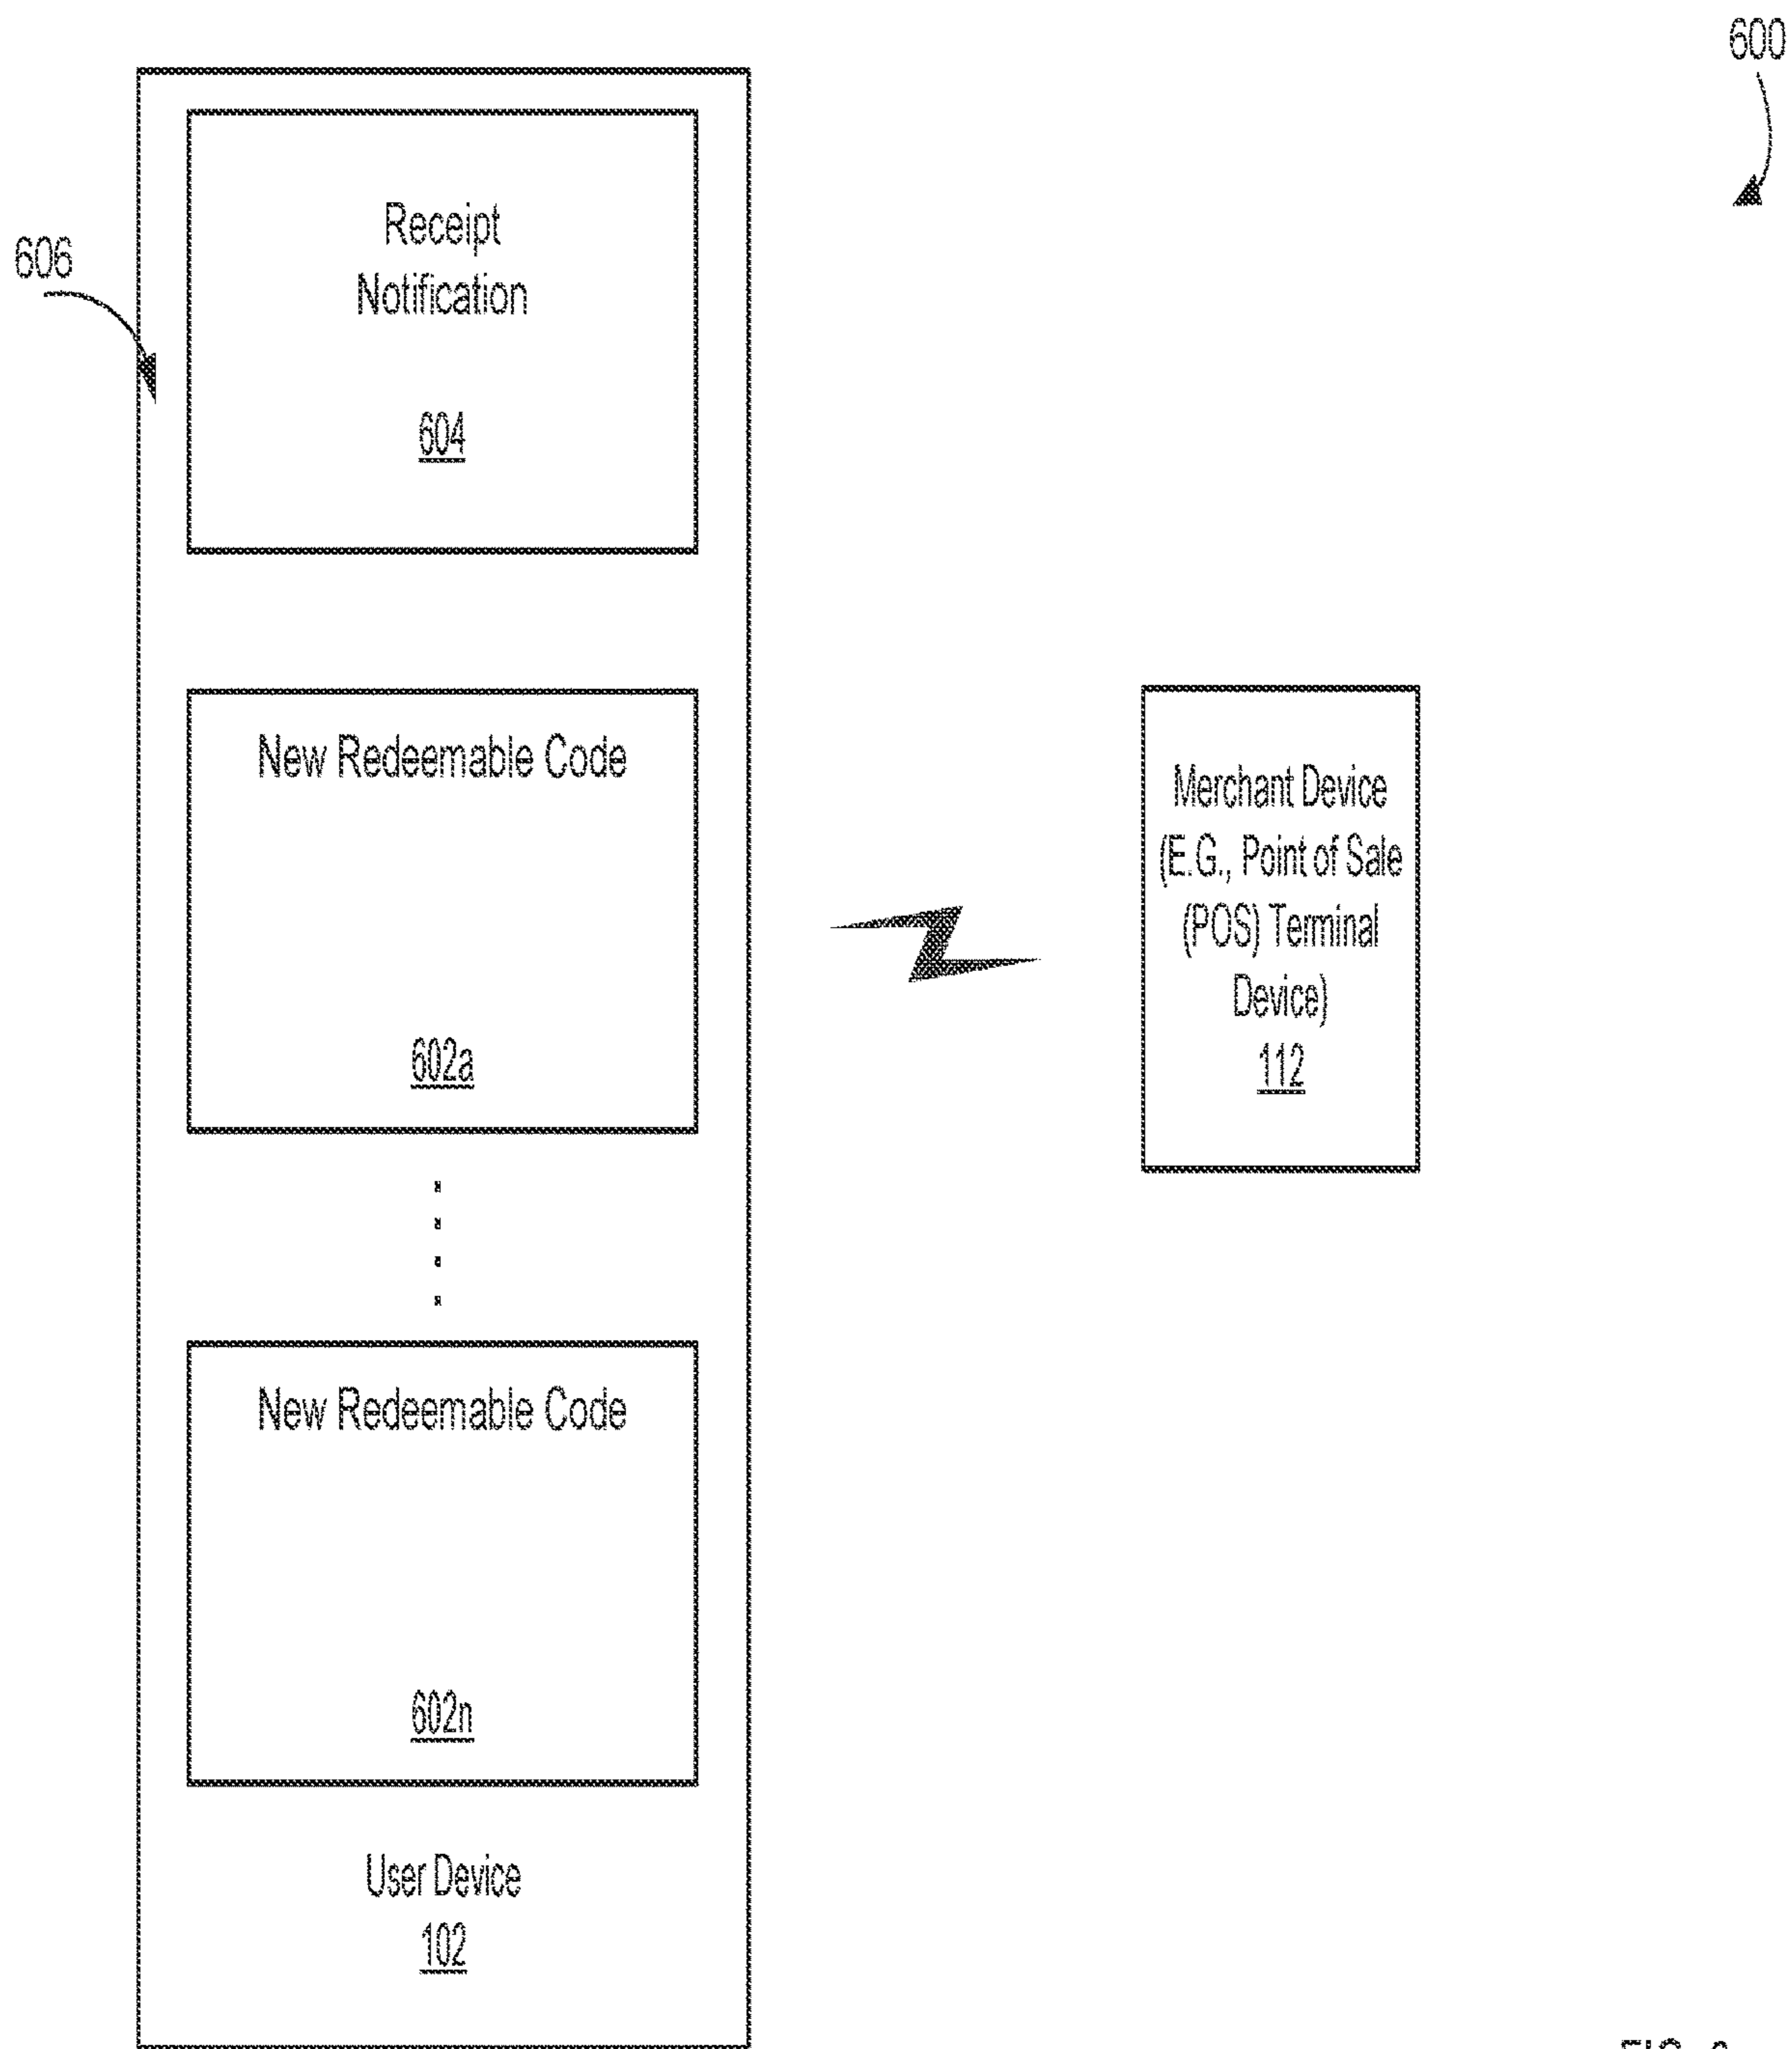 600
606
Receipt
Notification
604
New Redeemable Code
602a
Merchant Device
(E.G., Point of Sale
(POS) Terminal
Device)
112
New Redeemable Code
602n
User Device
102